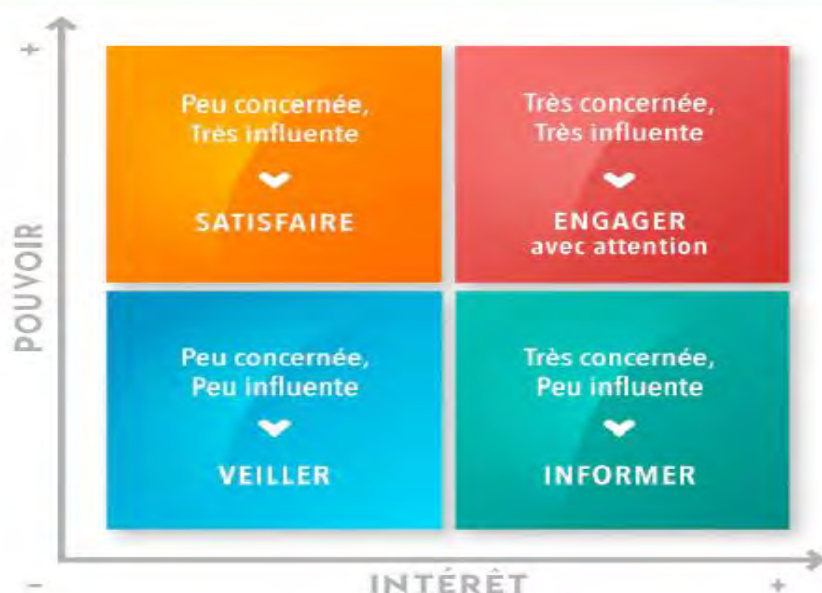 +
Peu concernée,
Très influente
SATISFAIRE
Très concernée,
Très influente
ENGAGER
avec attention
POUVOIR
Peu concernée,
Peu influente
VEILLER
Très concernée,
Peu influente
INFORMER
–
INTÉRÊT
+